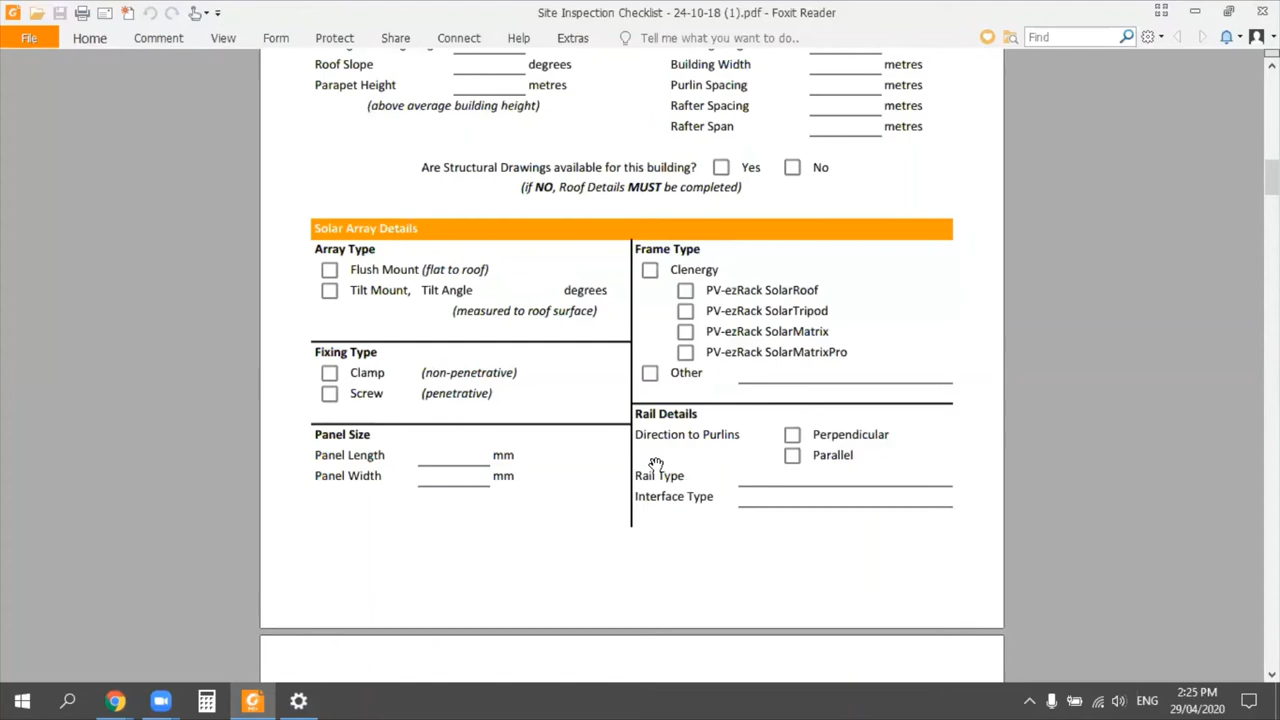 Site Inspection Checklist - 24-10-18 (1).pdf - Foxit Reader
File Home Comment View Form Protect Share Connect Help Extras Tell me what you want to do.. Find
Roof Slope degrees
Parapet Height metres
(above average building height)
Building Width metres
Purlin Spacing metres
Rafter Spacing metres
Rafter Span metres
Are Structural Drawings available for this building? Yes No
(if NO, Roof Details MUST be completed)
Solar Array Details
Array Type
Flush Mount (flat to roof)
Tilt Mount, Tilt Angle degrees
(measured to roof surface)
Fixing Type
Clamp (non-penetrative)
Screw (penetrative)
Panel Size
Panel Length mm
Panel Width mm
Frame Type
Clenergy
PV-ezRack SolarRoof
PV-ezRack SolarTripod
PV-ezRack SolarMatrix
PV-ezRack SolarMatrixPro
Other
Rail Details
Direction to Purlins Perpendicular
Parallel
Rail Type
Interface Type
ENG
2:25 PM
29/04/2020